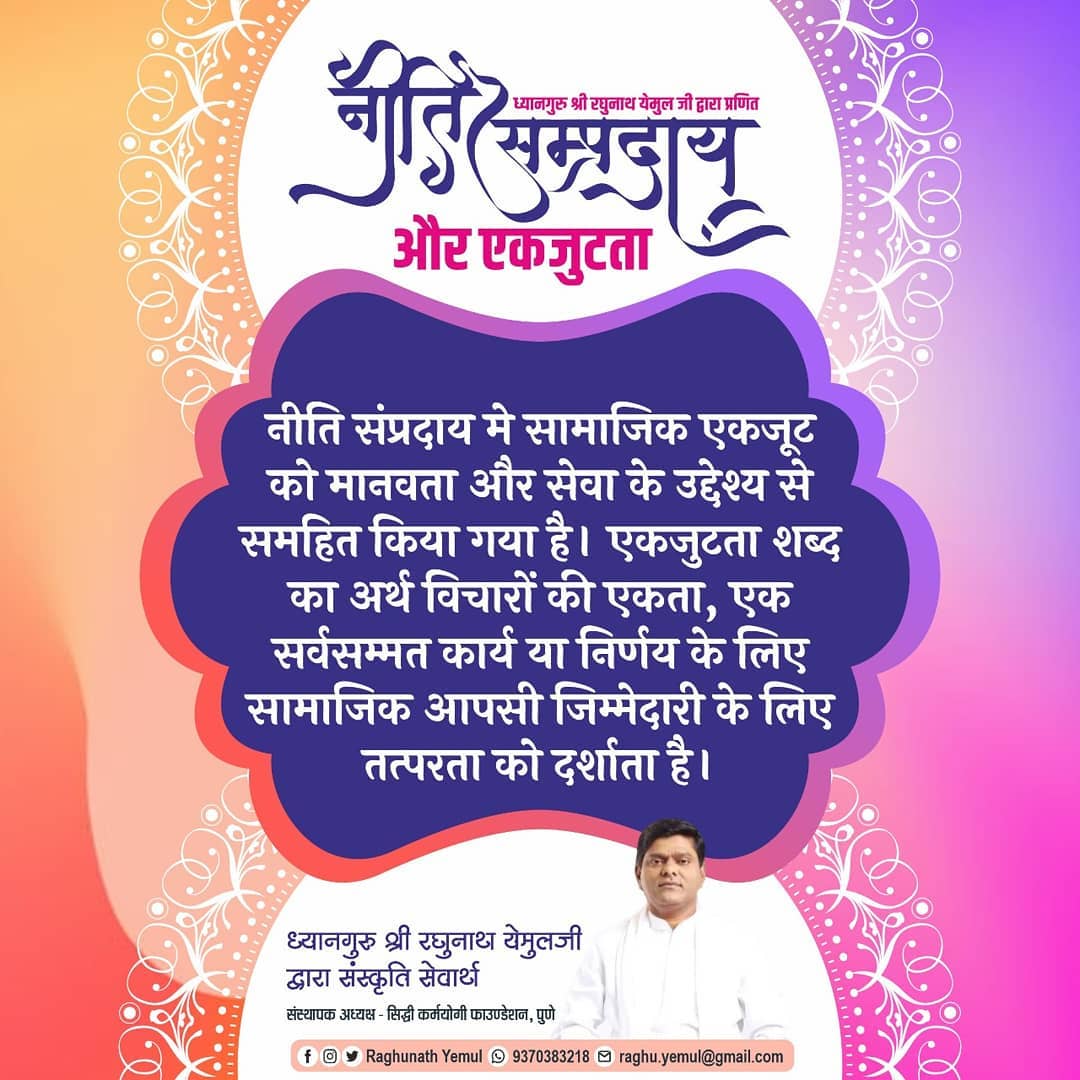 ध्यानगुरु श्री रघुनाथ येमुल जी द्वारा प्रणित
नीति सम्प्रदाय
और एकजुटता
नीति संप्रदाय मे सामाजिक एकजूट
को मानवता और सेवा के उद्देश्य से
समहित किया गया है। एकजुटता शब्द
का अर्थ विचारों की एकता, एक
सर्वसम्मत कार्य या निर्णय के लिए
सामाजिक आपसी जिम्मेदारी के लिए
तत्परता को दर्शाता है।
ध्यानगुरु श्री रघुनाथ येमुलजी
द्वारा संस्कृति सेवार्थ
संस्थापक अध्यक्ष - सिद्धी कर्मयोगी फाउण्डेशन, पुणे
Raghunath Yemul 9370383218 raghu.yemul@gmail.com